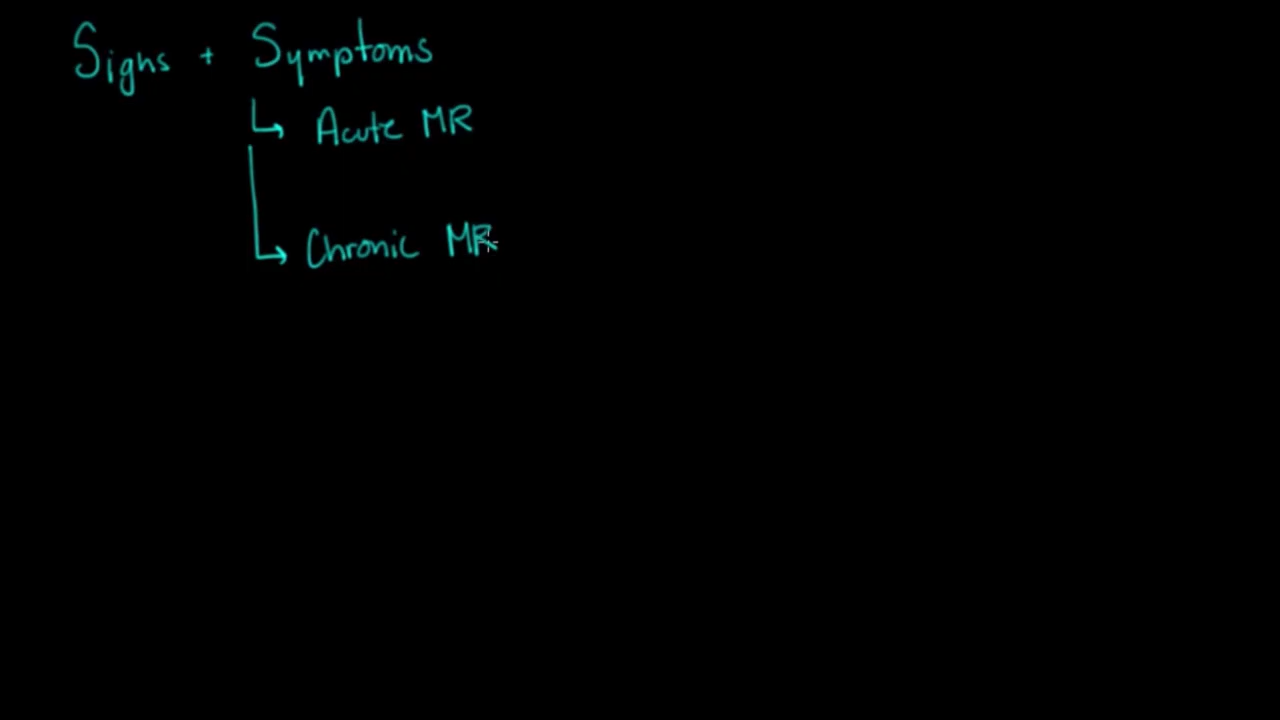 Signs + Symptoms
↳ Acute MR
↳ Chronic MR